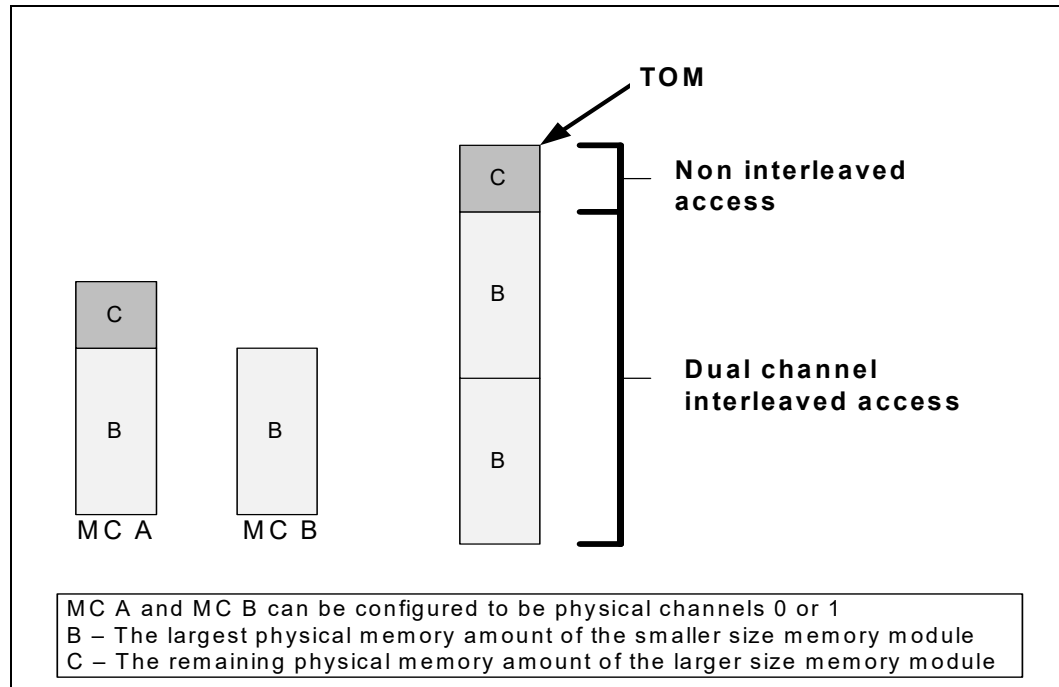 TOM
C
Non interleaved
access
B
C
B
B
Dual channel
interleaved access
B
MC A
MC B
MC A and MC B can be configured to be physical channels 0 or 1
B – The largest physical memory amount of the smaller size memory module
C – The remaining physical memory amount of the larger size memory module